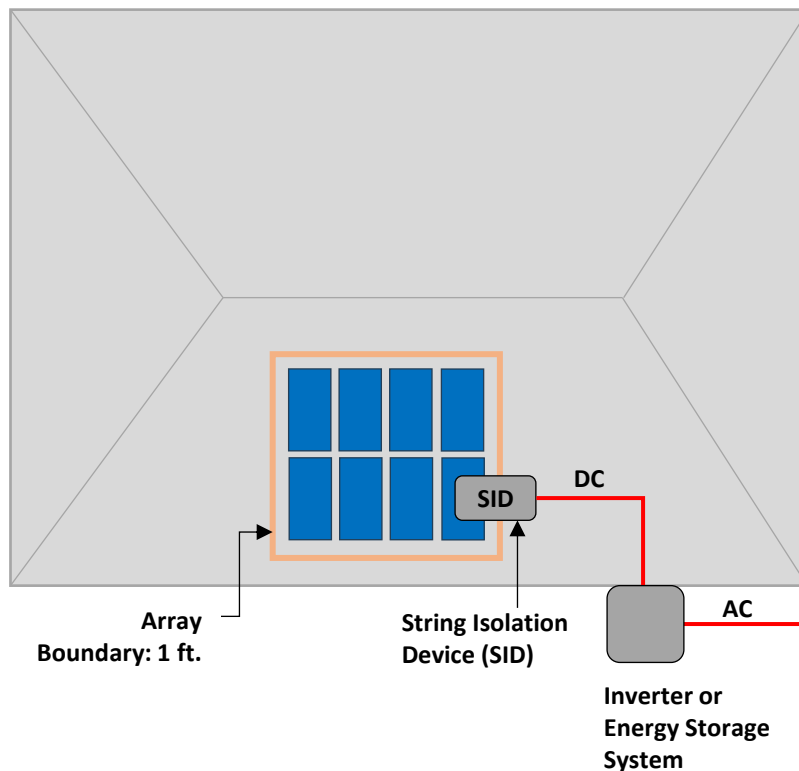 SID
DC
Array
Boundary: 1 ft.
String Isolation
Device (SID)
AC
Inverter or
Energy Storage
System